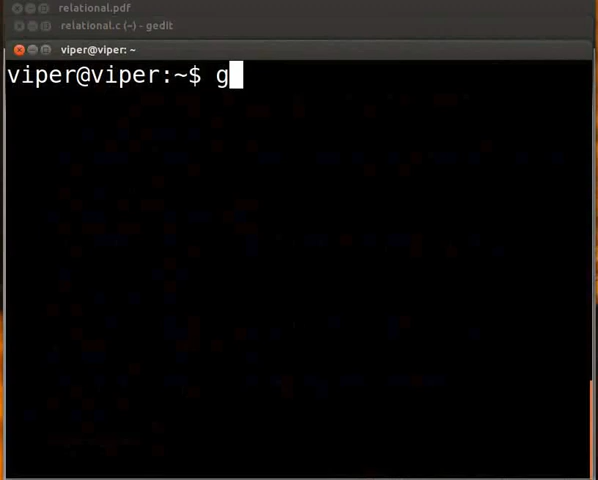 relational.pdf
relational.c (~) - gedit
viper@viper: ~
viper@viper:~$ g